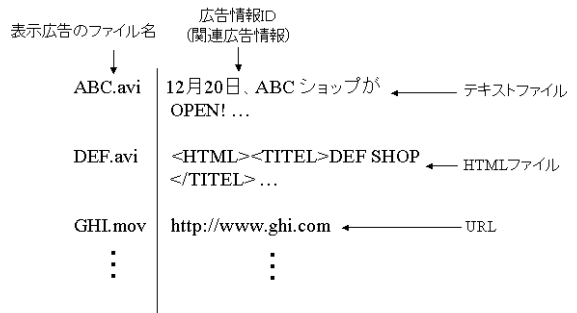 表示広告のファイル名
広告情報ID
(関連広告情報)
ABC.avi 12月20日、ABC ショップが
OPEN! …
テキストファイル
DEF.avi <HTML><TITEL>DEF SHOP
</TITEL> …
HTMLファイル
GHI.mov http://www.ghi.com URL